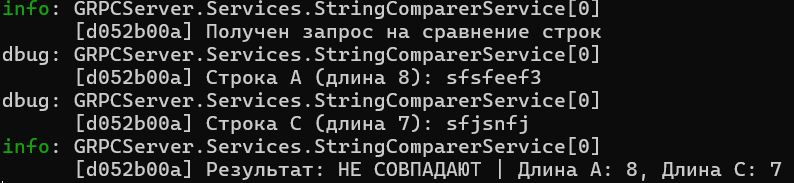 info: GRPCServer.Services.StringComparerService[0]
[d052b00a] Получен запрос на сравнение строк
dbug: GRPCServer.Services.StringComparerService[0]
[d052b00a] Строка A (длина 8): sfsfeef3
dbug: GRPCServer.Services.StringComparerService[0]
[d052b00a] Строка C (длина 7): sfjsnfj
info: GRPCServer.Services.StringComparerService[0]
[d052b00a] Результат: НЕ СОВПАДАЮТ | Длина A: 8, Длина C: 7